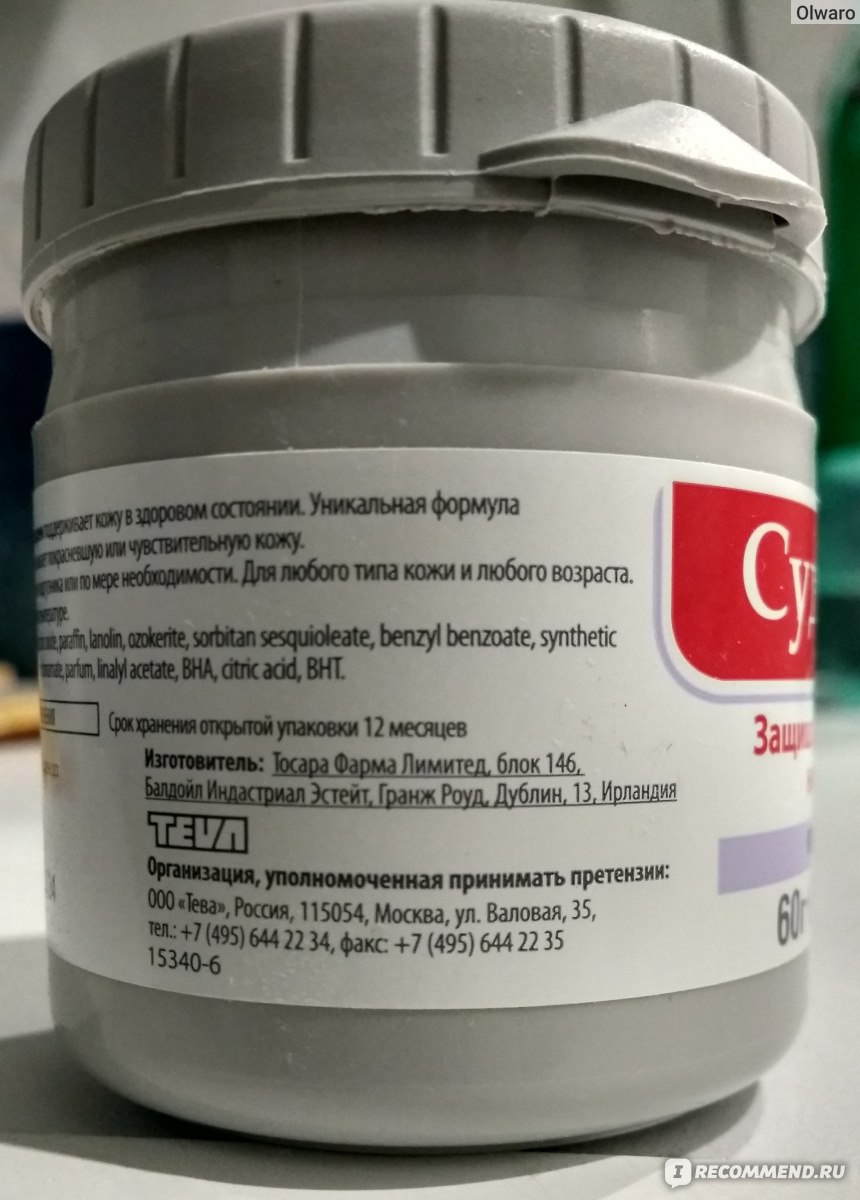 Olwaro
поддерживает кожу в здоровом состоянии. Уникальная формула
покрасневшую или чувствительную кожу.
или по мере необходимости. Для любого типа кожи и любого возраста.
paraffin, lanolin, ozokerite, sorbitan sesquioleate, benzyl benzoate, synthetic
parfum, linalyl acetate, BHA, citric acid, BHT.
Срок хранения открытой упаковки 12 месяцев
Изготовитель: Тосара Фарма Лимитед, блок 146,
Балдойл Индастриал Эстейт, Гранж Роуд, Дублин, 13, Ирландия
TEVA
Организация, уполномоченная принимать претензии:
ООО «Тева», Россия, 115054, Москва, ул. Валовая, 35,
тел.: +7 (495) 644 22 34, факс: +7 (495) 644 22 35
15340-6
Су
Защи
60г
IRECOMMEND.RU